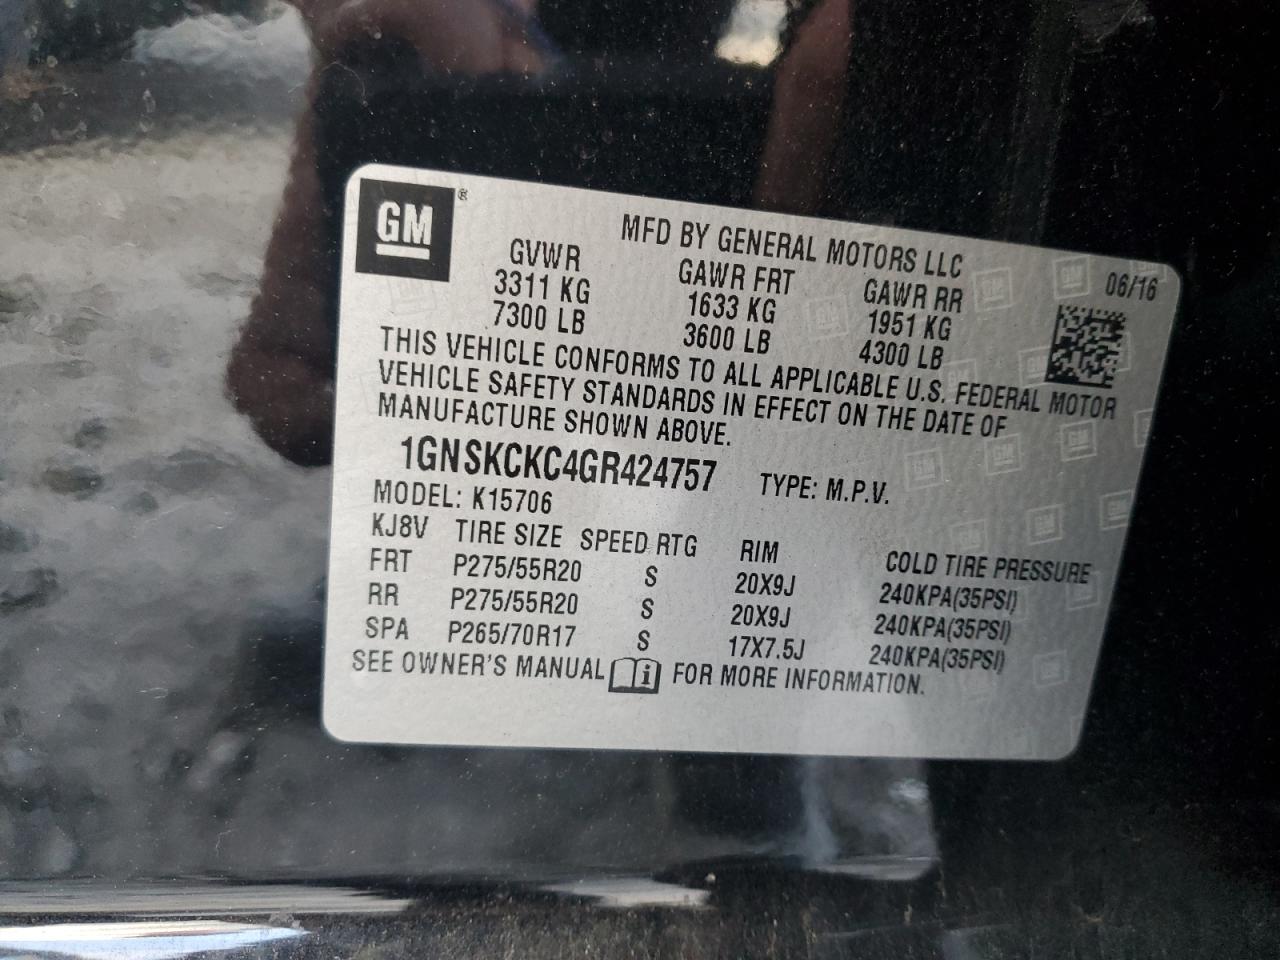 GM ®
MFD BY GENERAL MOTORS LLC
06/16
GVWR GAWR FRT GAWR RR
3311 KG 1633 KG 1951 KG
7300 LB 3600 LB 4300 LB
THIS VEHICLE CONFORMS TO ALL APPLICABLE U.S. FEDERAL MOTOR
VEHICLE SAFETY STANDARDS IN EFFECT ON THE DATE OF
MANUFACTURE SHOWN ABOVE.
1GNSKCKC4GR424757 TYPE: M.P.V.
MODEL: K15706
KJ8V TIRE SIZE SPEED RTG RIM COLD TIRE PRESSURE
FRT P275/55R20 S 20X9J 240KPA(35PSI)
RR P275/55R20 S 20X9J 240KPA(35PSI)
SPA P265/70R17 S 17X7.5J 240KPA(35PSI)
SEE OWNER'S MANUAL i FOR MORE INFORMATION.